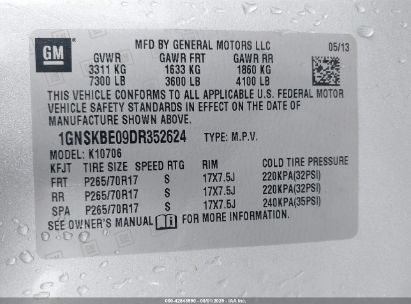 GM
MFD BY GENERAL MOTORS LLC 05/13
GVWR GAWR FRT GAWR RR
3311 KG 1633 KG 1860 KG
7300 LB 3600 LB 4100 LB
THIS VEHICLE CONFORMS TO ALL APPLICABLE U.S. FEDERAL MOTOR
VEHICLE SAFETY STANDARDS IN EFFECT ON THE DATE OF
MANUFACTURE SHOWN ABOVE.
1GNSKBE09DR352624 TYPE: M.P.V.
MODEL: K10706
KFJT TIRE SIZE SPEED RTG RIM COLD TIRE PRESSURE
FRT P265/70R17 S 17X7.5J 220KPA(32PSI)
RR P265/70R17 S 17X7.5J 220KPA(32PSI)
SPA P265/70R17 S 17X7.5J 240KPA(35PSI)
SEE OWNER'S MANUAL FOR MORE INFORMATION.